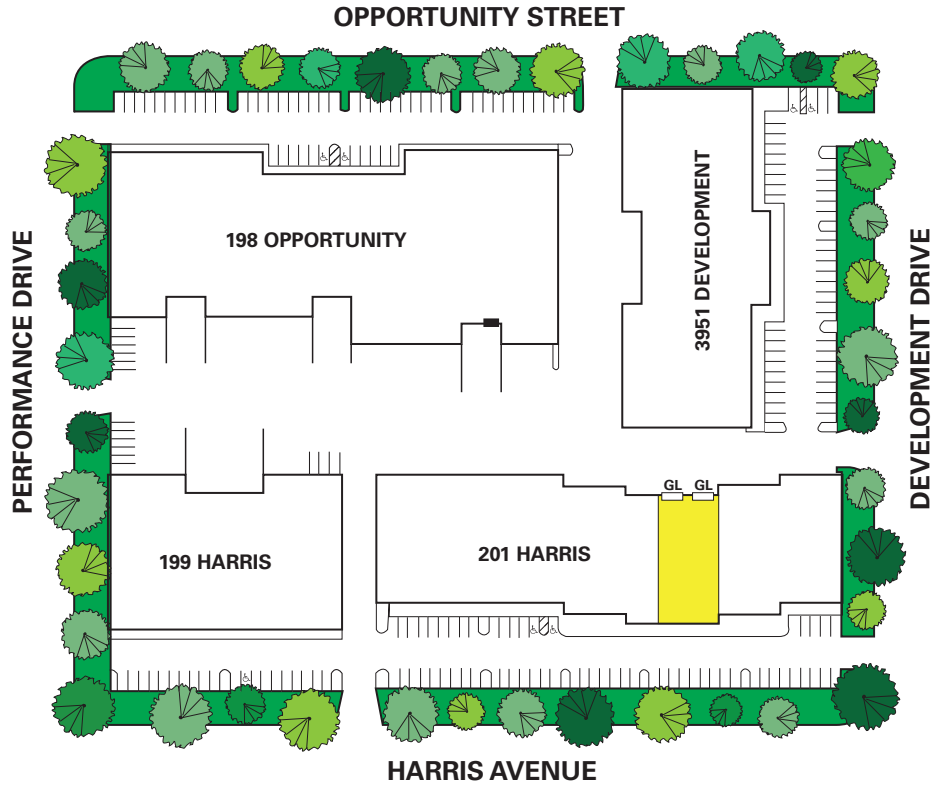 OPPORTUNITY STREET
198 OPPORTUNITY
3951 DEVELOPMENT
PERFORMANCE DRIVE
DEVELOPMENT DRIVE
GL GL
199 HARRIS
201 HARRIS
HARRIS AVENUE